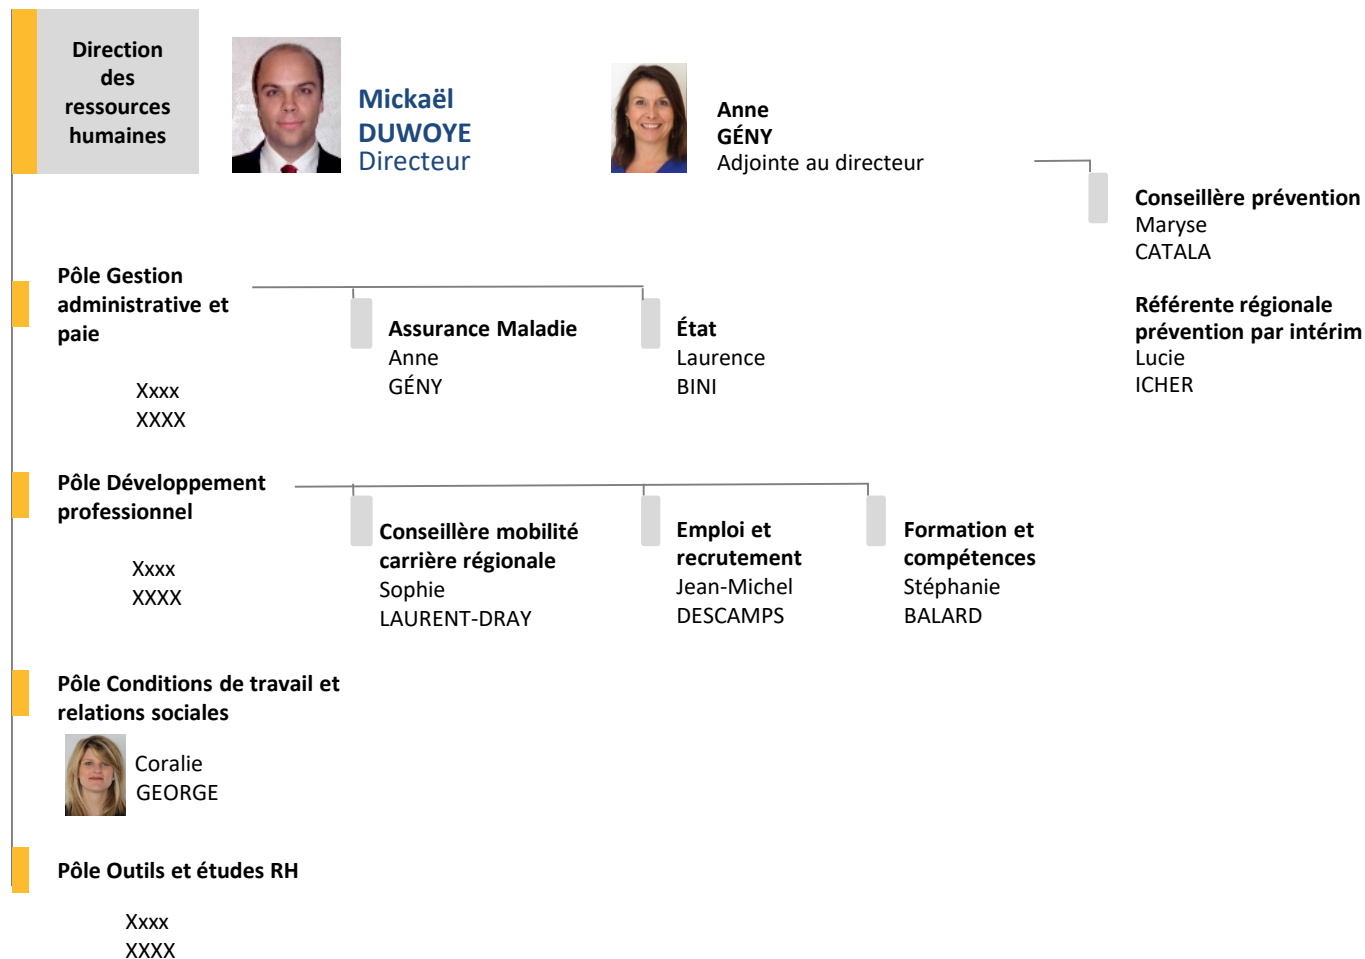 Direction
des
ressources
humaines
Mickaël
DUWOYE
Directeur
Anne
GÉNY
Adjointe au directeur
Conseillère prévention
Maryse
CATALA
Référente régionale
prévention par intérim
Lucie
ICHER
Pôle Gestion
administrative et
paie
Xxxx
XXXX
Assurance Maladie
Anne
GÉNY
État
Laurence
BINI
Pôle Développement
professionnel
Xxxx
XXXX
Conseillère mobilité
carrière régionale
Sophie
LAURENT-DRAY
Emploi et
recrutement
Jean-Michel
DESCAMPS
Formation et
compétences
Stéphanie
BALARD
Pôle Conditions de travail et
relations sociales
Coralie
GEORGE
Pôle Outils et études RH
Xxxx
XXXX